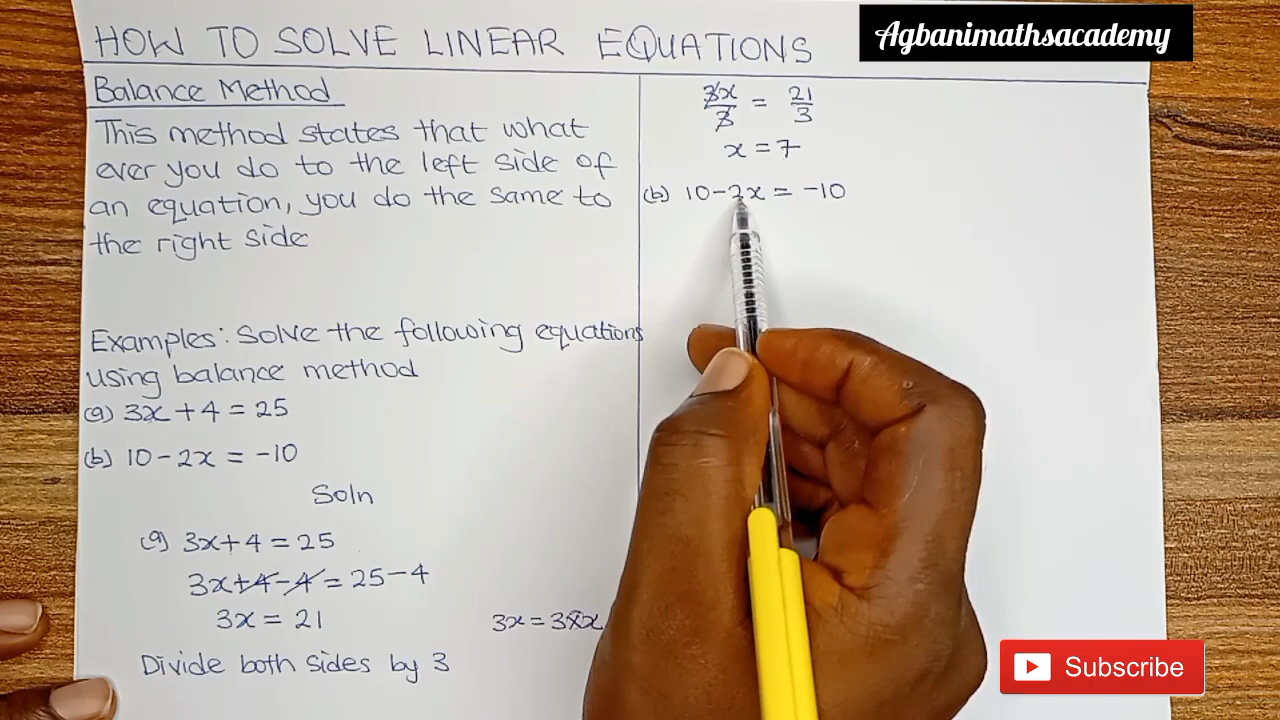 HOW TO SOLVE LINEAR EQUATIONS
Agbanimathsacademy
Balance Method
This method states that what
ever you do to the left side of
an equation, you do the same to
the right side
Examples: Solve the following equations
using balance method
(a) 3x + 4 = 25
(b) 10 - 2x = -10
Soln
(a) 3x + 4 = 25
3x + 4 - 4 = 25 - 4
3x = 21
3x = 3 x x
Divide both sides by 3
3x/3 = 21/3
x = 7
(b) 10 - 2x = -10
Subscribe